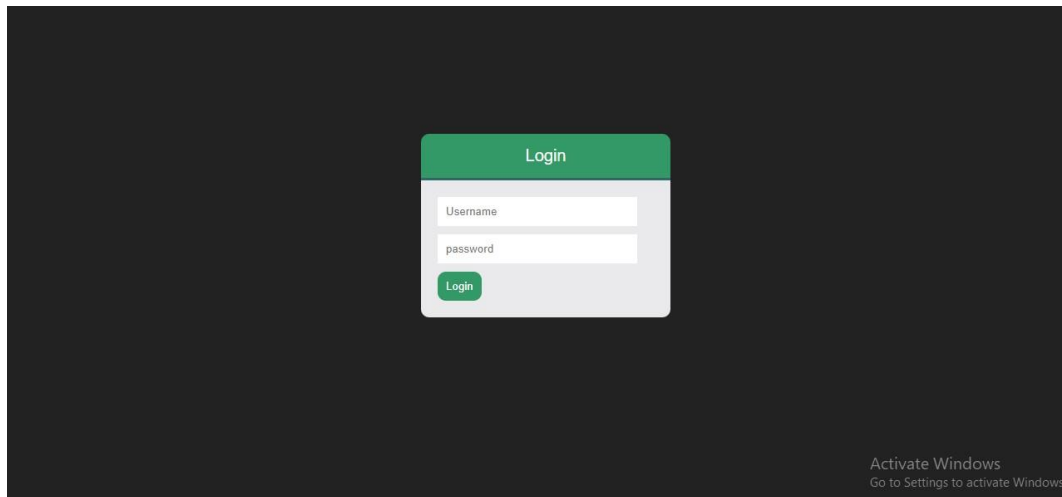 Login
Username
password
Login
Activate Windows
Go to Settings to activate Windows